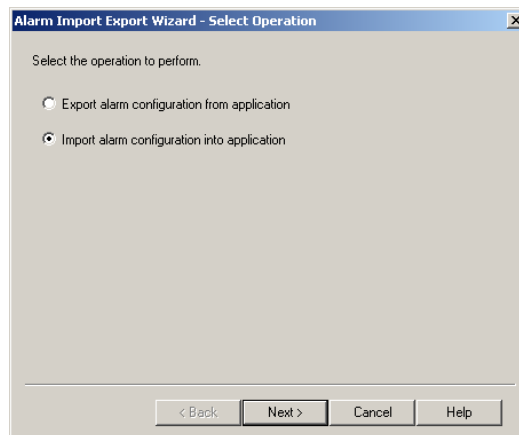 Alarm Import Export Wizard - Select Operation
Select the operation to perform.
Export alarm configuration from application
Import alarm configuration into application
< Back Next > Cancel Help